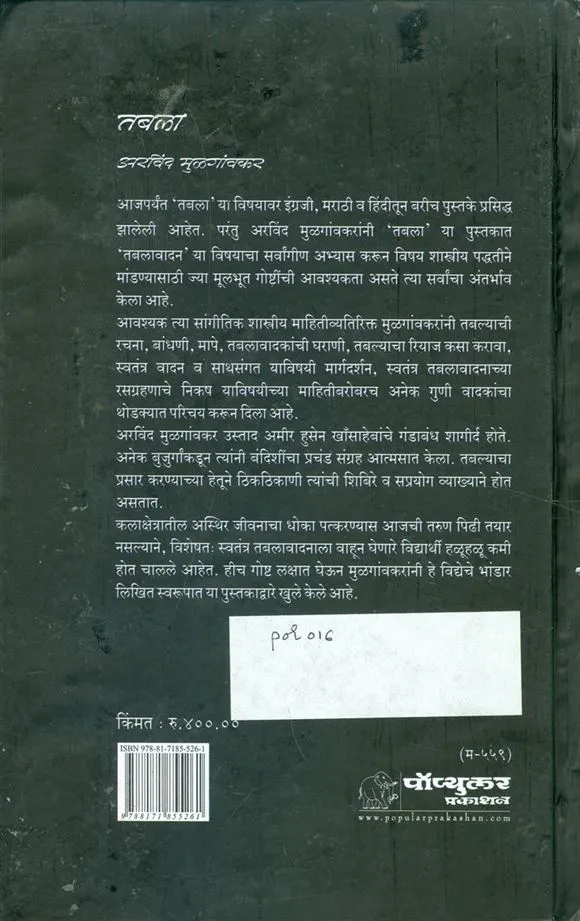 तबला
अरविंद मुळगांवकर
आजपर्यंत ‘तबला’ या विषयावर इंग्रजी, मराठी व हिंदीतून बरीच पुस्तके प्रसिद्ध
झालेली आहेत. परंतु अरविंद मुळगांवकरांनी ‘तबला’ या पुस्तकात
‘तबलावादन’ या विषयाचा सर्वांगीण अभ्यास करून विषय शास्त्रीय पद्धतीने
मांडण्यासाठी ज्या मूलभूत गोष्टींची आवश्यकता असते त्या सर्वांचा अंतर्भाव
केला आहे.
आवश्यक त्या सांगीतिक शास्त्रीय माहितीव्यतिरिक्त मुळगांवकरांनी तबल्याची
रचना, बांधणी, मापे, तबलावादकांची घराणी, तबल्याचा रियाज कसा करावा,
स्वतंत्र वादन व साथसंगत याविषयी मार्गदर्शन, स्वतंत्र तबलावादनाच्या
रसग्रहणाचे निकष याविषयीच्या माहितीबरोबरच अनेक गुणी वादकांचा
थोडक्यात परिचय करून दिला आहे.
अरविंद मुळगांवकर उस्ताद अमीर हुसेन खाँसाहेबांचे गंडाबंध शागीर्द होते.
अनेक बुजुर्गांकडून त्यांनी बंदिशींचा प्रचंड संग्रह आत्मसात केला. तबल्याचा
प्रसार करण्याच्या हेतूने ठिकठिकाणी त्यांची शिबिरे व सप्रयोग व्याख्याने होत
असतात.
कलाक्षेत्रातील अस्थिर जीवनाचा धोका पत्करण्यास आजची तरुण पिढी तयार
नसल्याने, विशेषतः स्वतंत्र तबलावादनाला वाहून घेणारे विद्यार्थी हळूहळू कमी
होत चालले आहेत. हीच गोष्ट लक्षात घेऊन मुळगांवकरांनी हे विद्येचे भांडार
लिखित स्वरूपात या पुस्तकाद्वारे खुले केले आहे.
किंमत : रु.४००.००
ISBN 978-81-7185-526-1
9788171855261
(म-५५९)
पॉप्युलर
प्रकाशन
www.popularprakashan.com